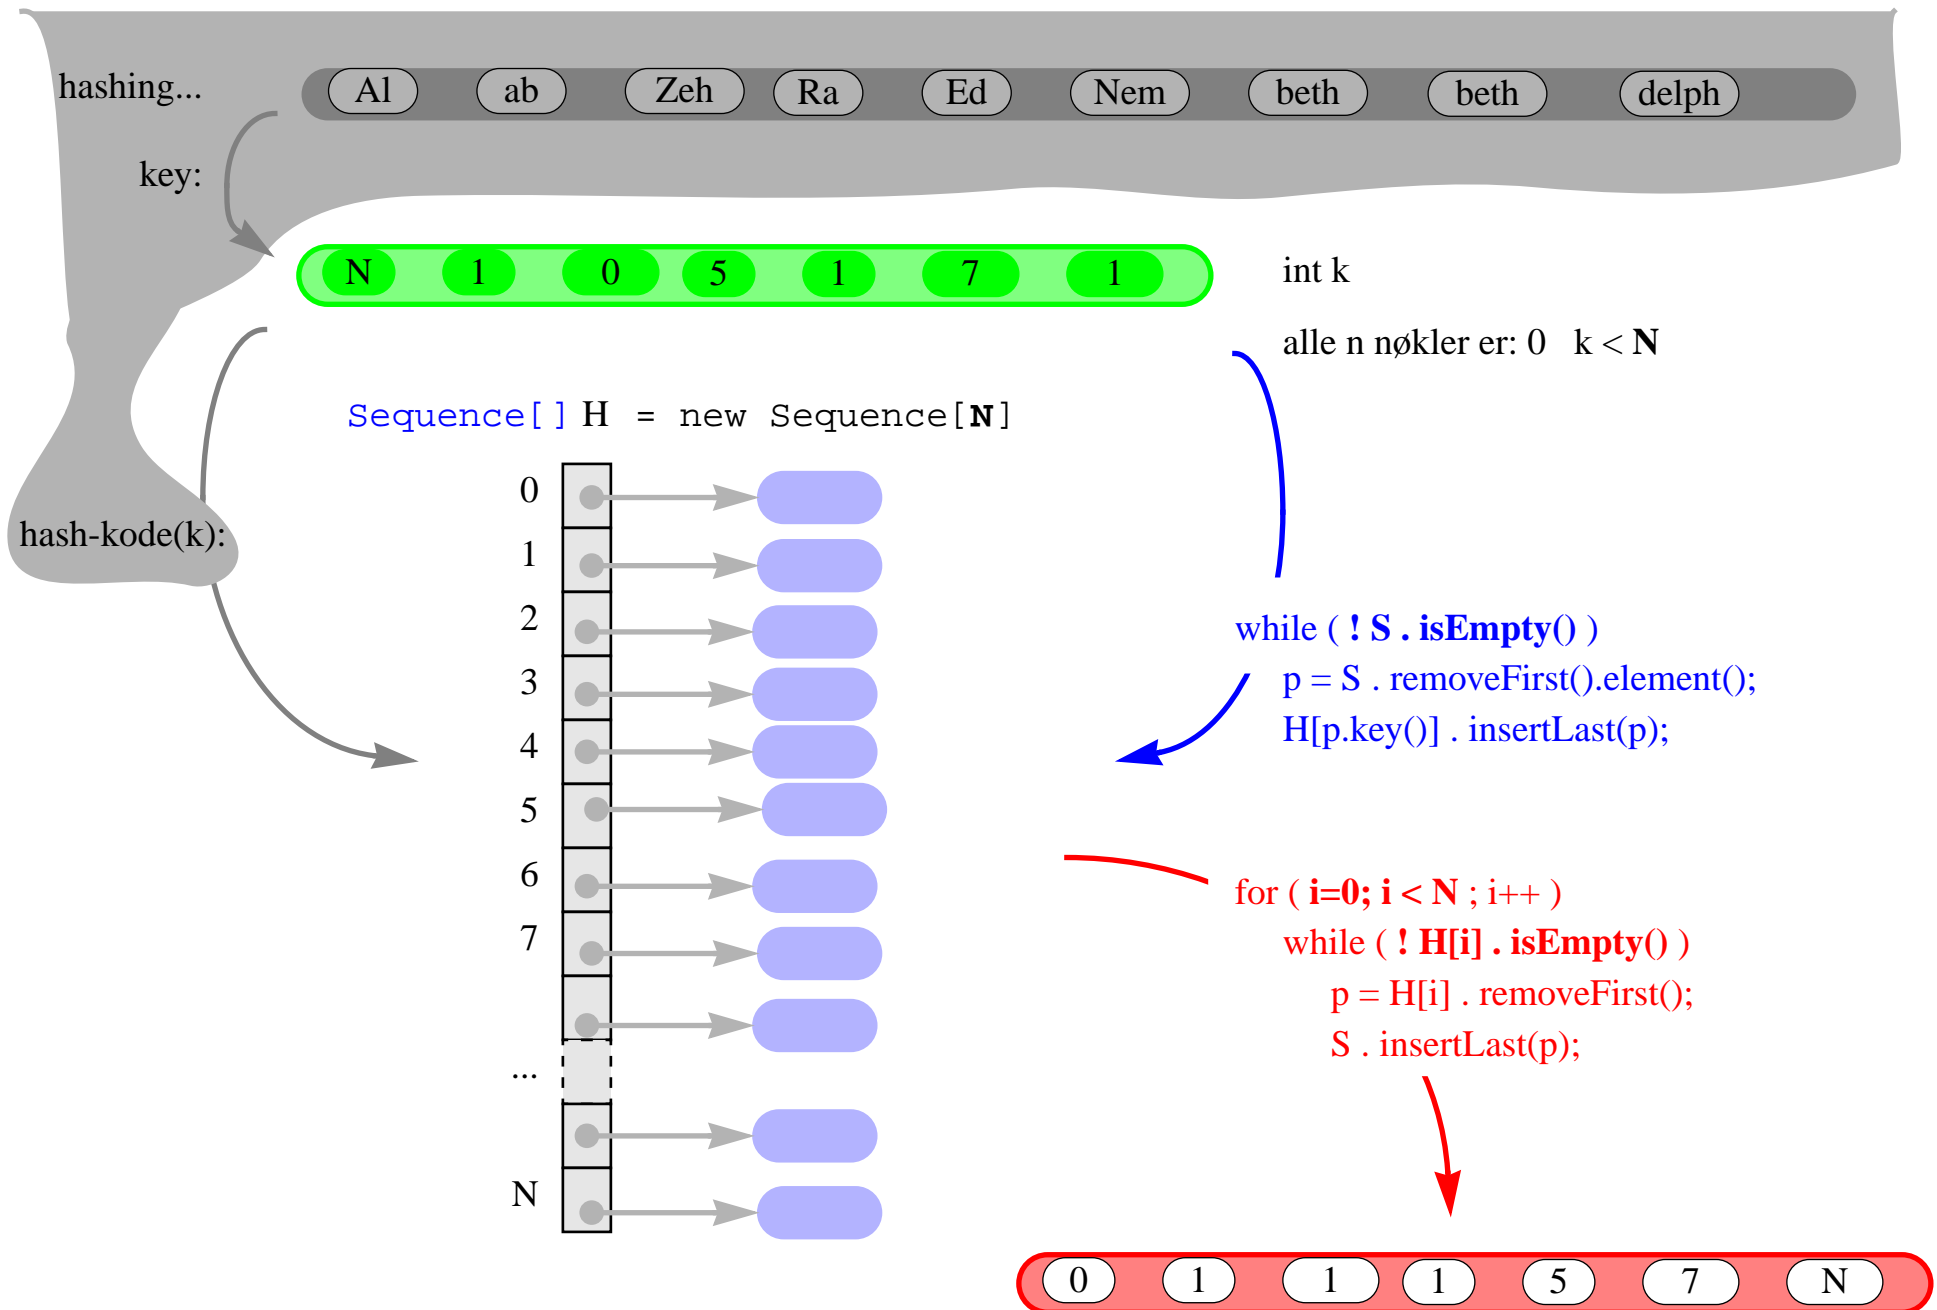 hashing... Al ab Zeh Ra Ed Nem beth beth delph
key:
N 1 0 5 1 7 1
int k
alle n nøkler er: 0 k < N
Sequence[] H = new Sequence[N]
0
1
2
3
4
5
6
7
...
N
hash-kode(k):
while ( ! S . isEmpty() )
p = S . removeFirst().element();
H[p.key()] . insertLast(p);
for ( i=0; i < N ; i++ )
while ( ! H[i] . isEmpty() )
p = H[i] . removeFirst();
S . insertLast(p);
0 1 1 1 5 7 N